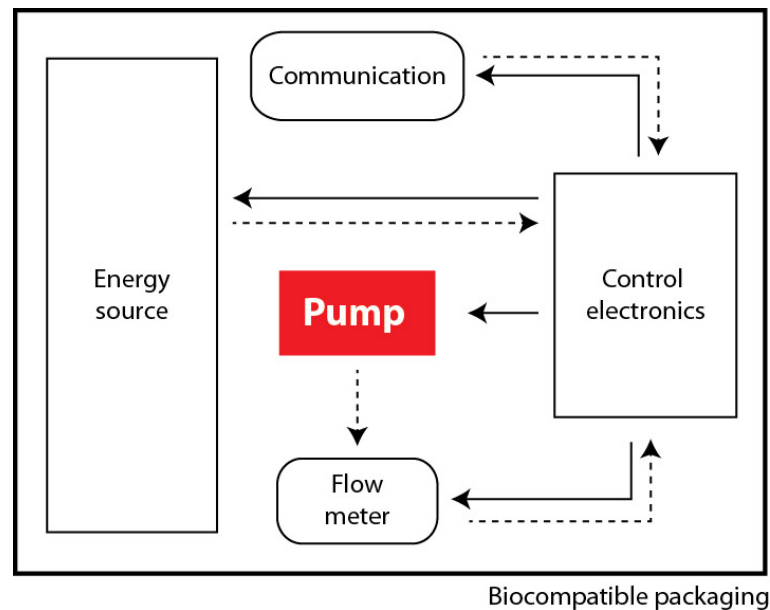 Communication
Energy
source
Control
electronics
Pump
Flow
meter
Biocompatible packaging